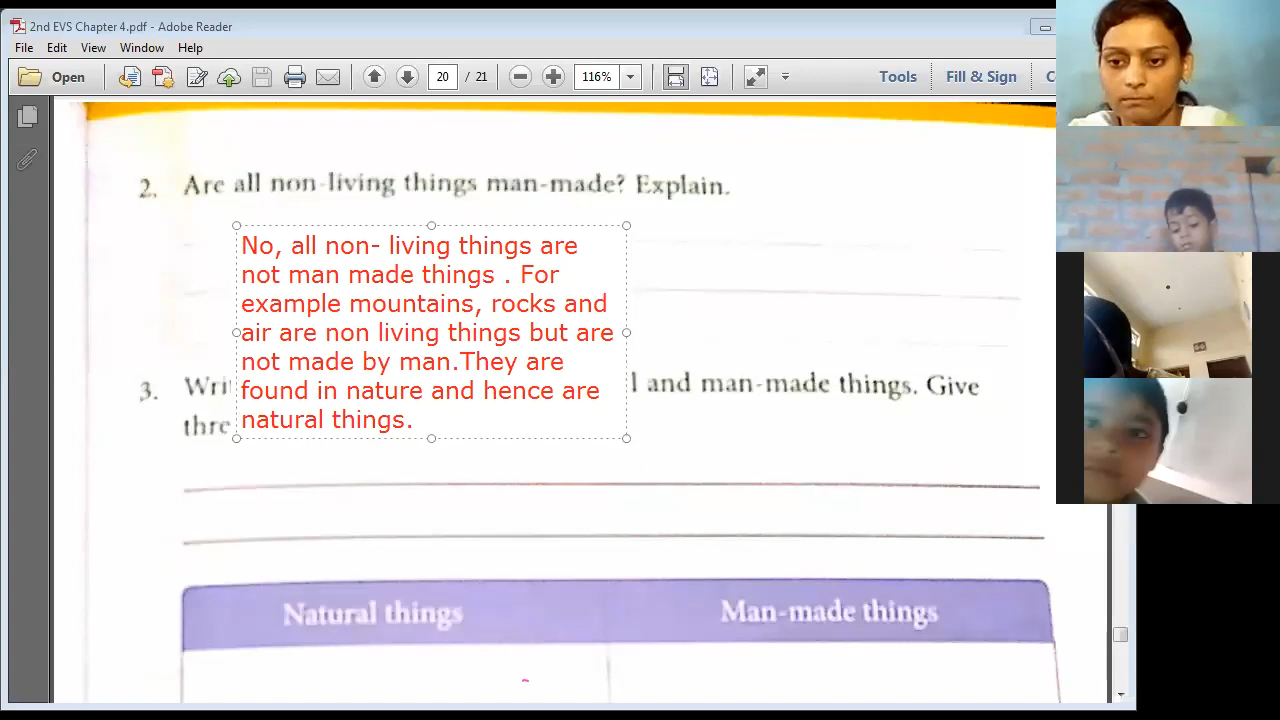 2nd EVS Chapter 4.pdf - Adobe Reader
File Edit View Window Help
Open 20 / 21 116% Tools Fill & Sign
2. Are all non-living things man-made? Explain.
No, all non- living things are
not man made things . For
example mountains, rocks and
air are non living things but are
not made by man.They are
found in nature and hence are
natural things.
3. and man-made things. Give
Natural things Man-made things